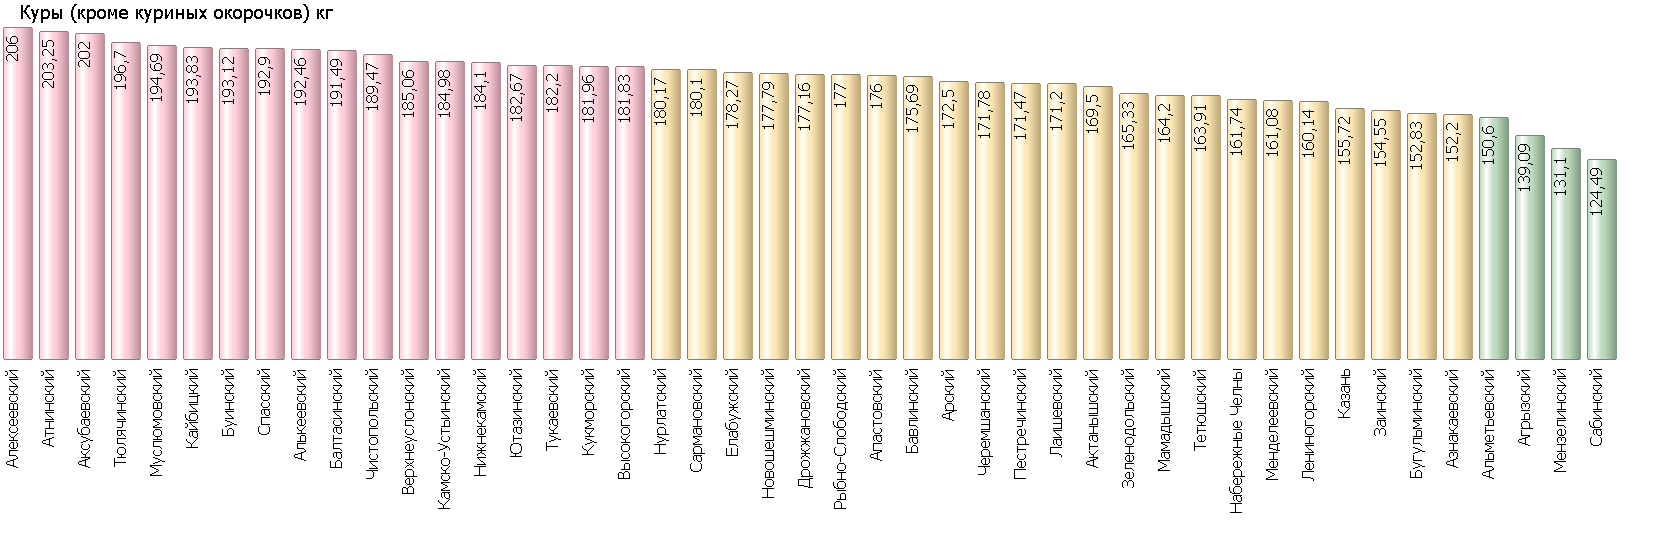 Куры (кроме куриных окорочков) кг
206
203,25
202
196,7
194,69
193,83
193,12
192,9
192,46
191,49
189,47
185,06
184,98
184,1
182,67
182,2
181,96
181,83
180,17
180,1
178,27
177,79
177,16
177
176
175,69
172,5
171,78
171,47
171,2
169,5
165,33
164,2
163,91
161,74
161,08
160,14
155,72
154,55
152,83
152,2
150,6
139,09
131,1
124,49
Алексеевский
Атнинский
Аксубаевский
Тюлячинский
Муслюмовский
Кайбицкий
Буинский
Спасский
Алькеевский
Балтасинский
Чистопольский
Верхнеуслонский
Камско-Устьинский
Нижнекамский
Ютазинский
Тукаевский
Кукморский
Высокогорский
Нурлатский
Сармановский
Елабужский
Новошешминский
Дрожжановский
Рыбно-Слободский
Апастовский
Бавлинский
Арский
Черемшанский
Пестречинский
Лаишевский
Актанышский
Зеленодольский
Мамадышский
Тетюшский
Набережные Челны
Менделеевский
Лениногорский
Казань
Заинский
Бугульминский
Азнакаевский
Альметьевский
Агрызский
Мензелинский
Сабинский